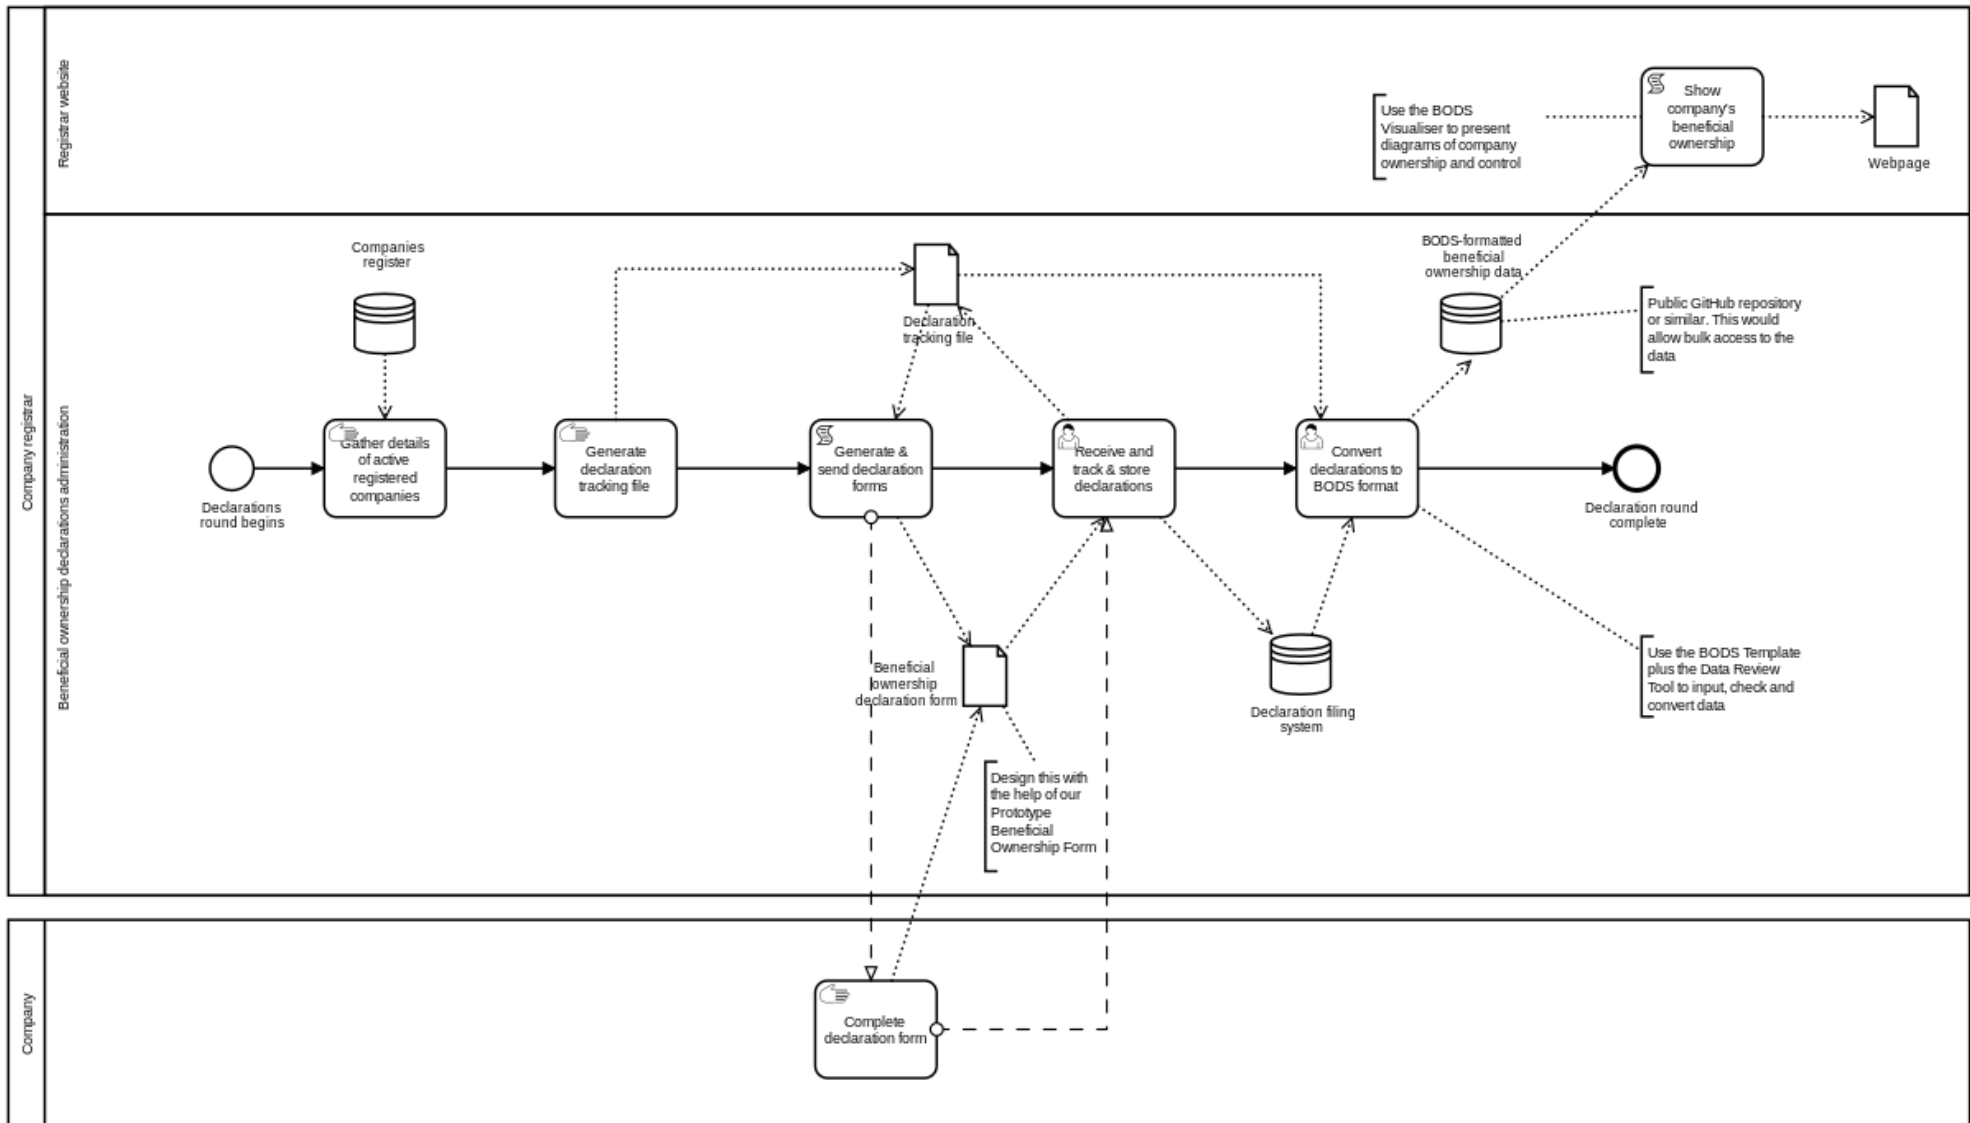 Company registrar
Registrar website
Use the BODS
Visualiser to present
diagrams of company
ownership and control
Show
company's
beneficial
ownership
Webpage
Beneficial ownership declarations administration
Companies
register
Declaration
tracking file
BODS-formatted
beneficial
ownership data
Public GitHub repository
or similar. This would
allow bulk access to the
data
Declarations
round begins
Gather details
of active
registered
companies
Generate
declaration
tracking file
Generate &
send declaration
forms
Receive and
track & store
declarations
Convert
declarations to
BODS format
Declaration round
complete
Beneficial
ownership
declaration form
Declaration filing
system
Use the BODS Template
plus the Data Review
Tool to input, check and
convert data
Design this with
the help of our
Prototype
Beneficial
Ownership Form
Company
Complete
declaration form